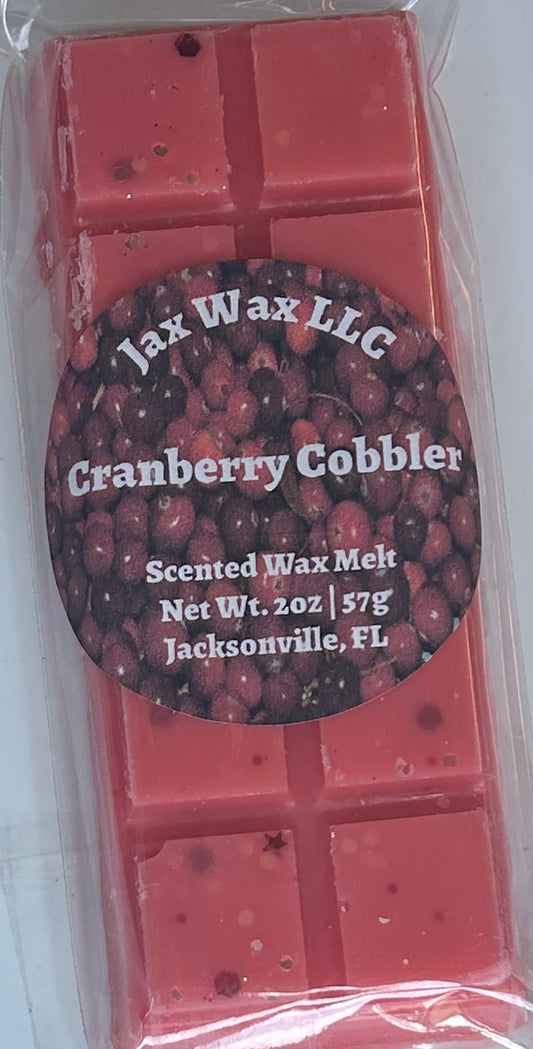 Jax Wax LLC
Cranberry Cobbler
Scented Wax Melt
Net Wt. 2oz | 57g
Jacksonville, FL